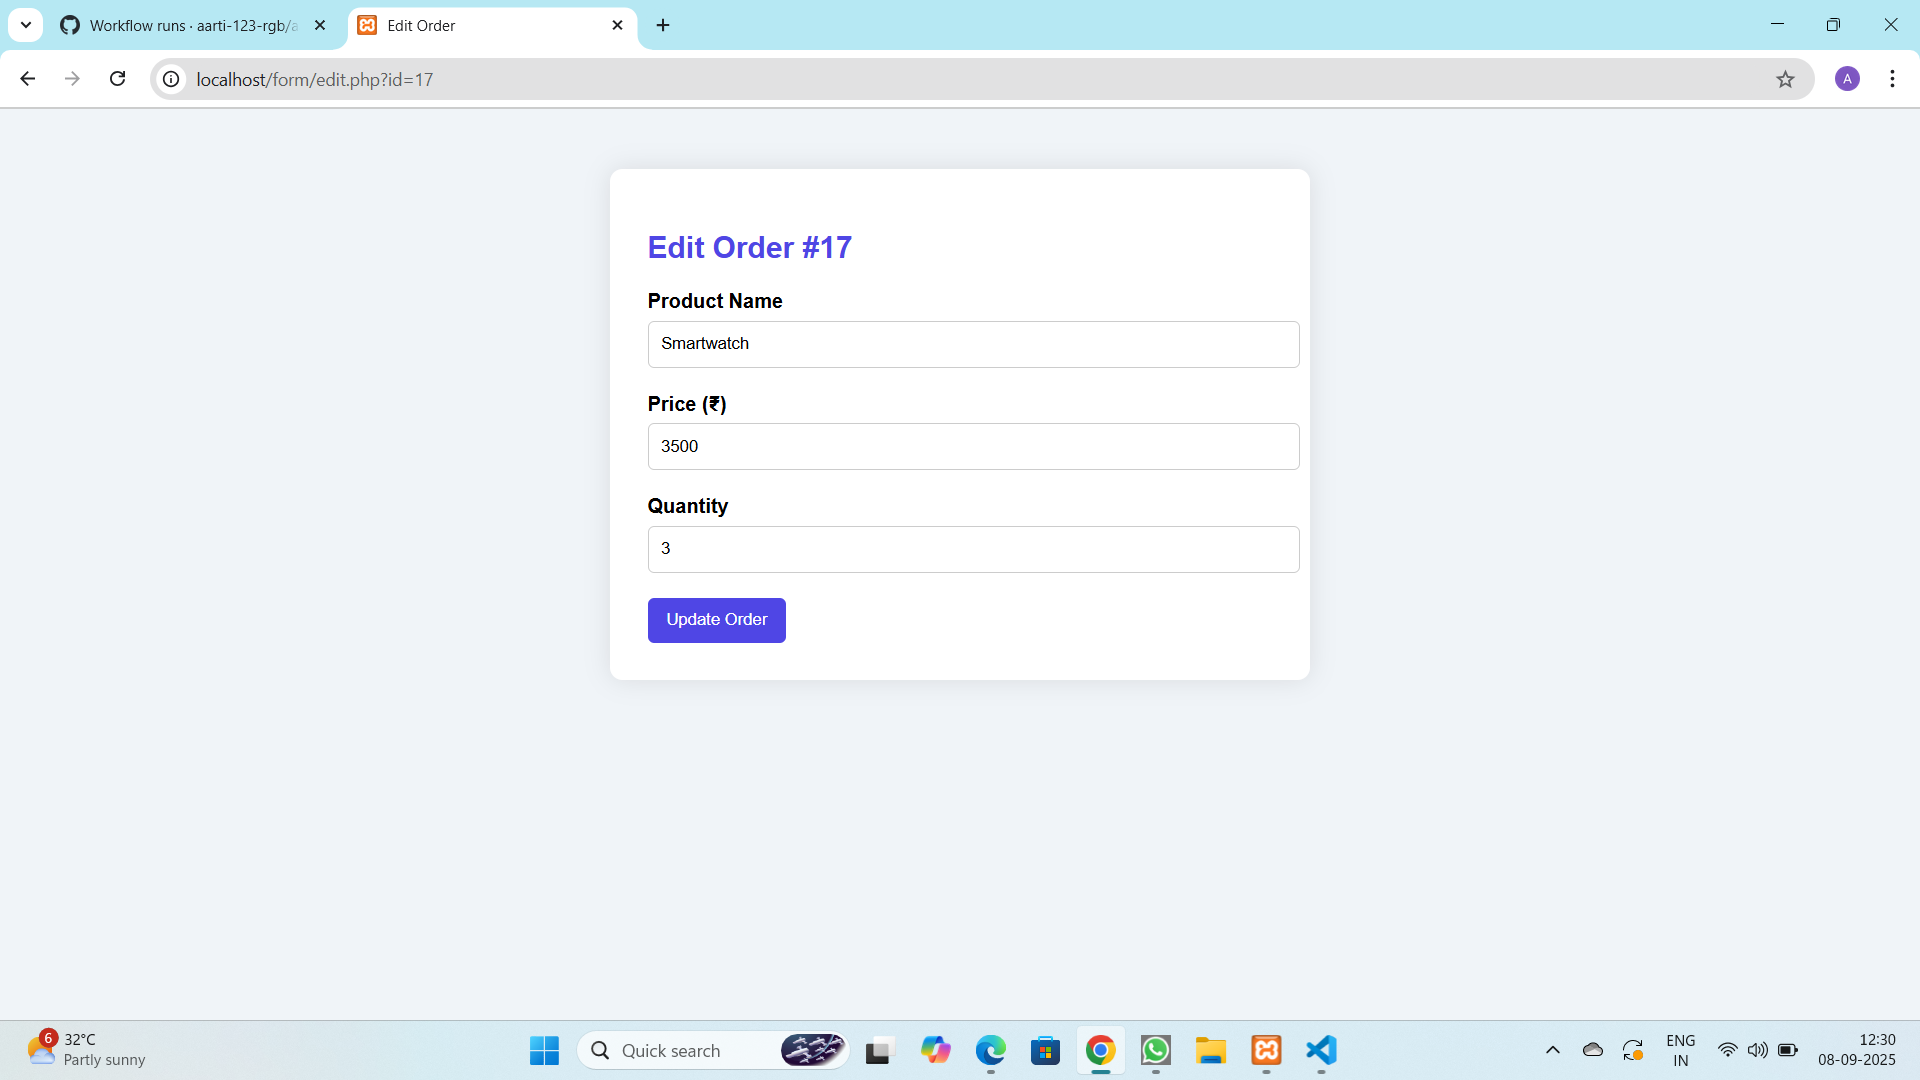 Workflow runs · aarti-123-rgb/a
Edit Order
localhost/form/edit.php?id=17
A
Edit Order #17
Product Name
Smartwatch
Price (₹)
3500
Quantity
3
Update Order
6
32°C
Partly sunny
Quick search
ENG
IN
12:30
08-09-2025